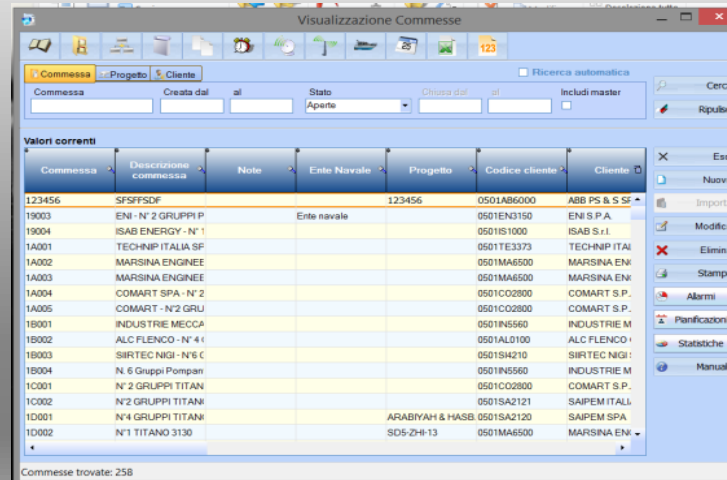 Visualizzazione Commesse
25
123
Commessa Progetto Cliente
Ricerca automatica
Commessa Creata dal al Stato Chiusa dal al Includi master
Aperte
Cerc
Ripulis
Valori correnti
Commessa Descrizione commessa Note Ente Navale Progetto Codice cliente Cliente
Nuov
Import
Modific
Elimin
Stamp
Allarmi
Pianificazion
Statistiche
Manual
123456 SFSFFSDF 123456 0501AB6000 ABB PS & S SF
19003 ENI - N° 2 GRUPPI P Ente navale 0501EN3150 ENI S.P.A.
19004 ISAB ENERGY - N° 1 0501IS1000 ISAB S.r.l.
1A001 TECHNIP ITALIA SF 0501TE3373 TECHNIP ITAL
1A002 MARSINA ENGINEE 0501MA6500 MARSINA EN
1A003 MARSINA ENGINEE 0501MA6500 MARSINA EN
1A004 COMART SPA - N° 2 0501CO2800 COMART S.P.
1A005 COMART - N°2 GRU 0501CO2800 COMART S.P.
1B001 INDUSTRIE MECCA 0501IN5560 INDUSTRIE M
1B002 ALC FLENCO - N° 4 0501AL0100 ALC FLENCO
1B003 SIIRTEC NIGI - N°6 0501SI4210 SIIRTEC NIGI
1B004 N. 6 Gruppi Pompan 0501IN5560 INDUSTRIE M
1C001 N° 2 GRUPPI TITAN 0501CO2800 COMART S.P.
1C002 N°2 GRUPPI TITAN 0501SA2121 SAIPEM ITALI
1D001 N°4 GRUPPI TITAN ARABIYAH & HASB 0501SA2120 SAIPEM SPA
1D002 N°1 TITANO 3130 SD5-ZHI-13 0501MA6500 MARSINA EN
Commesse trovate: 258